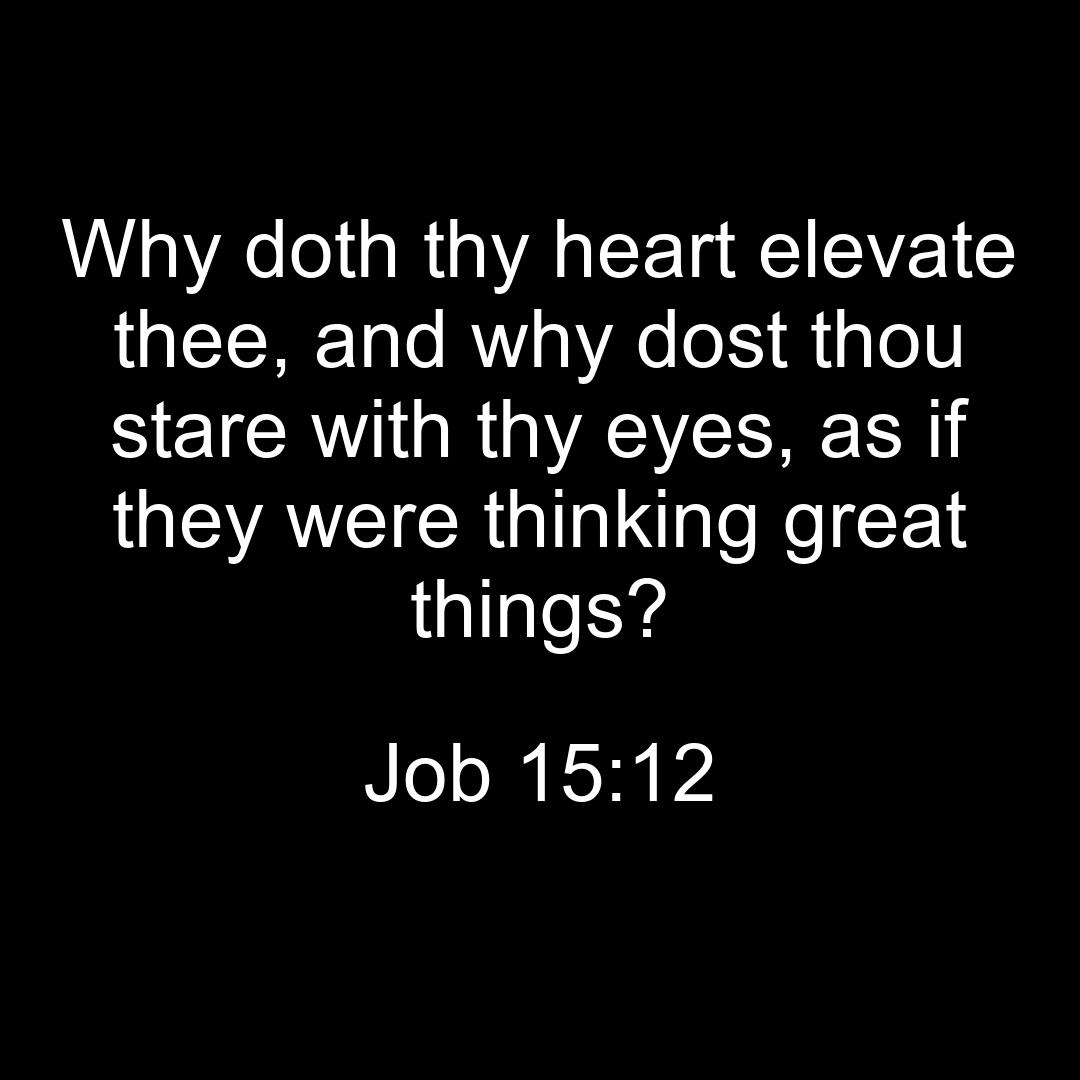 Why doth thy heart elevate
thee, and why dost thou
stare with thy eyes, as if
they were thinking great
things?
Job 15:12